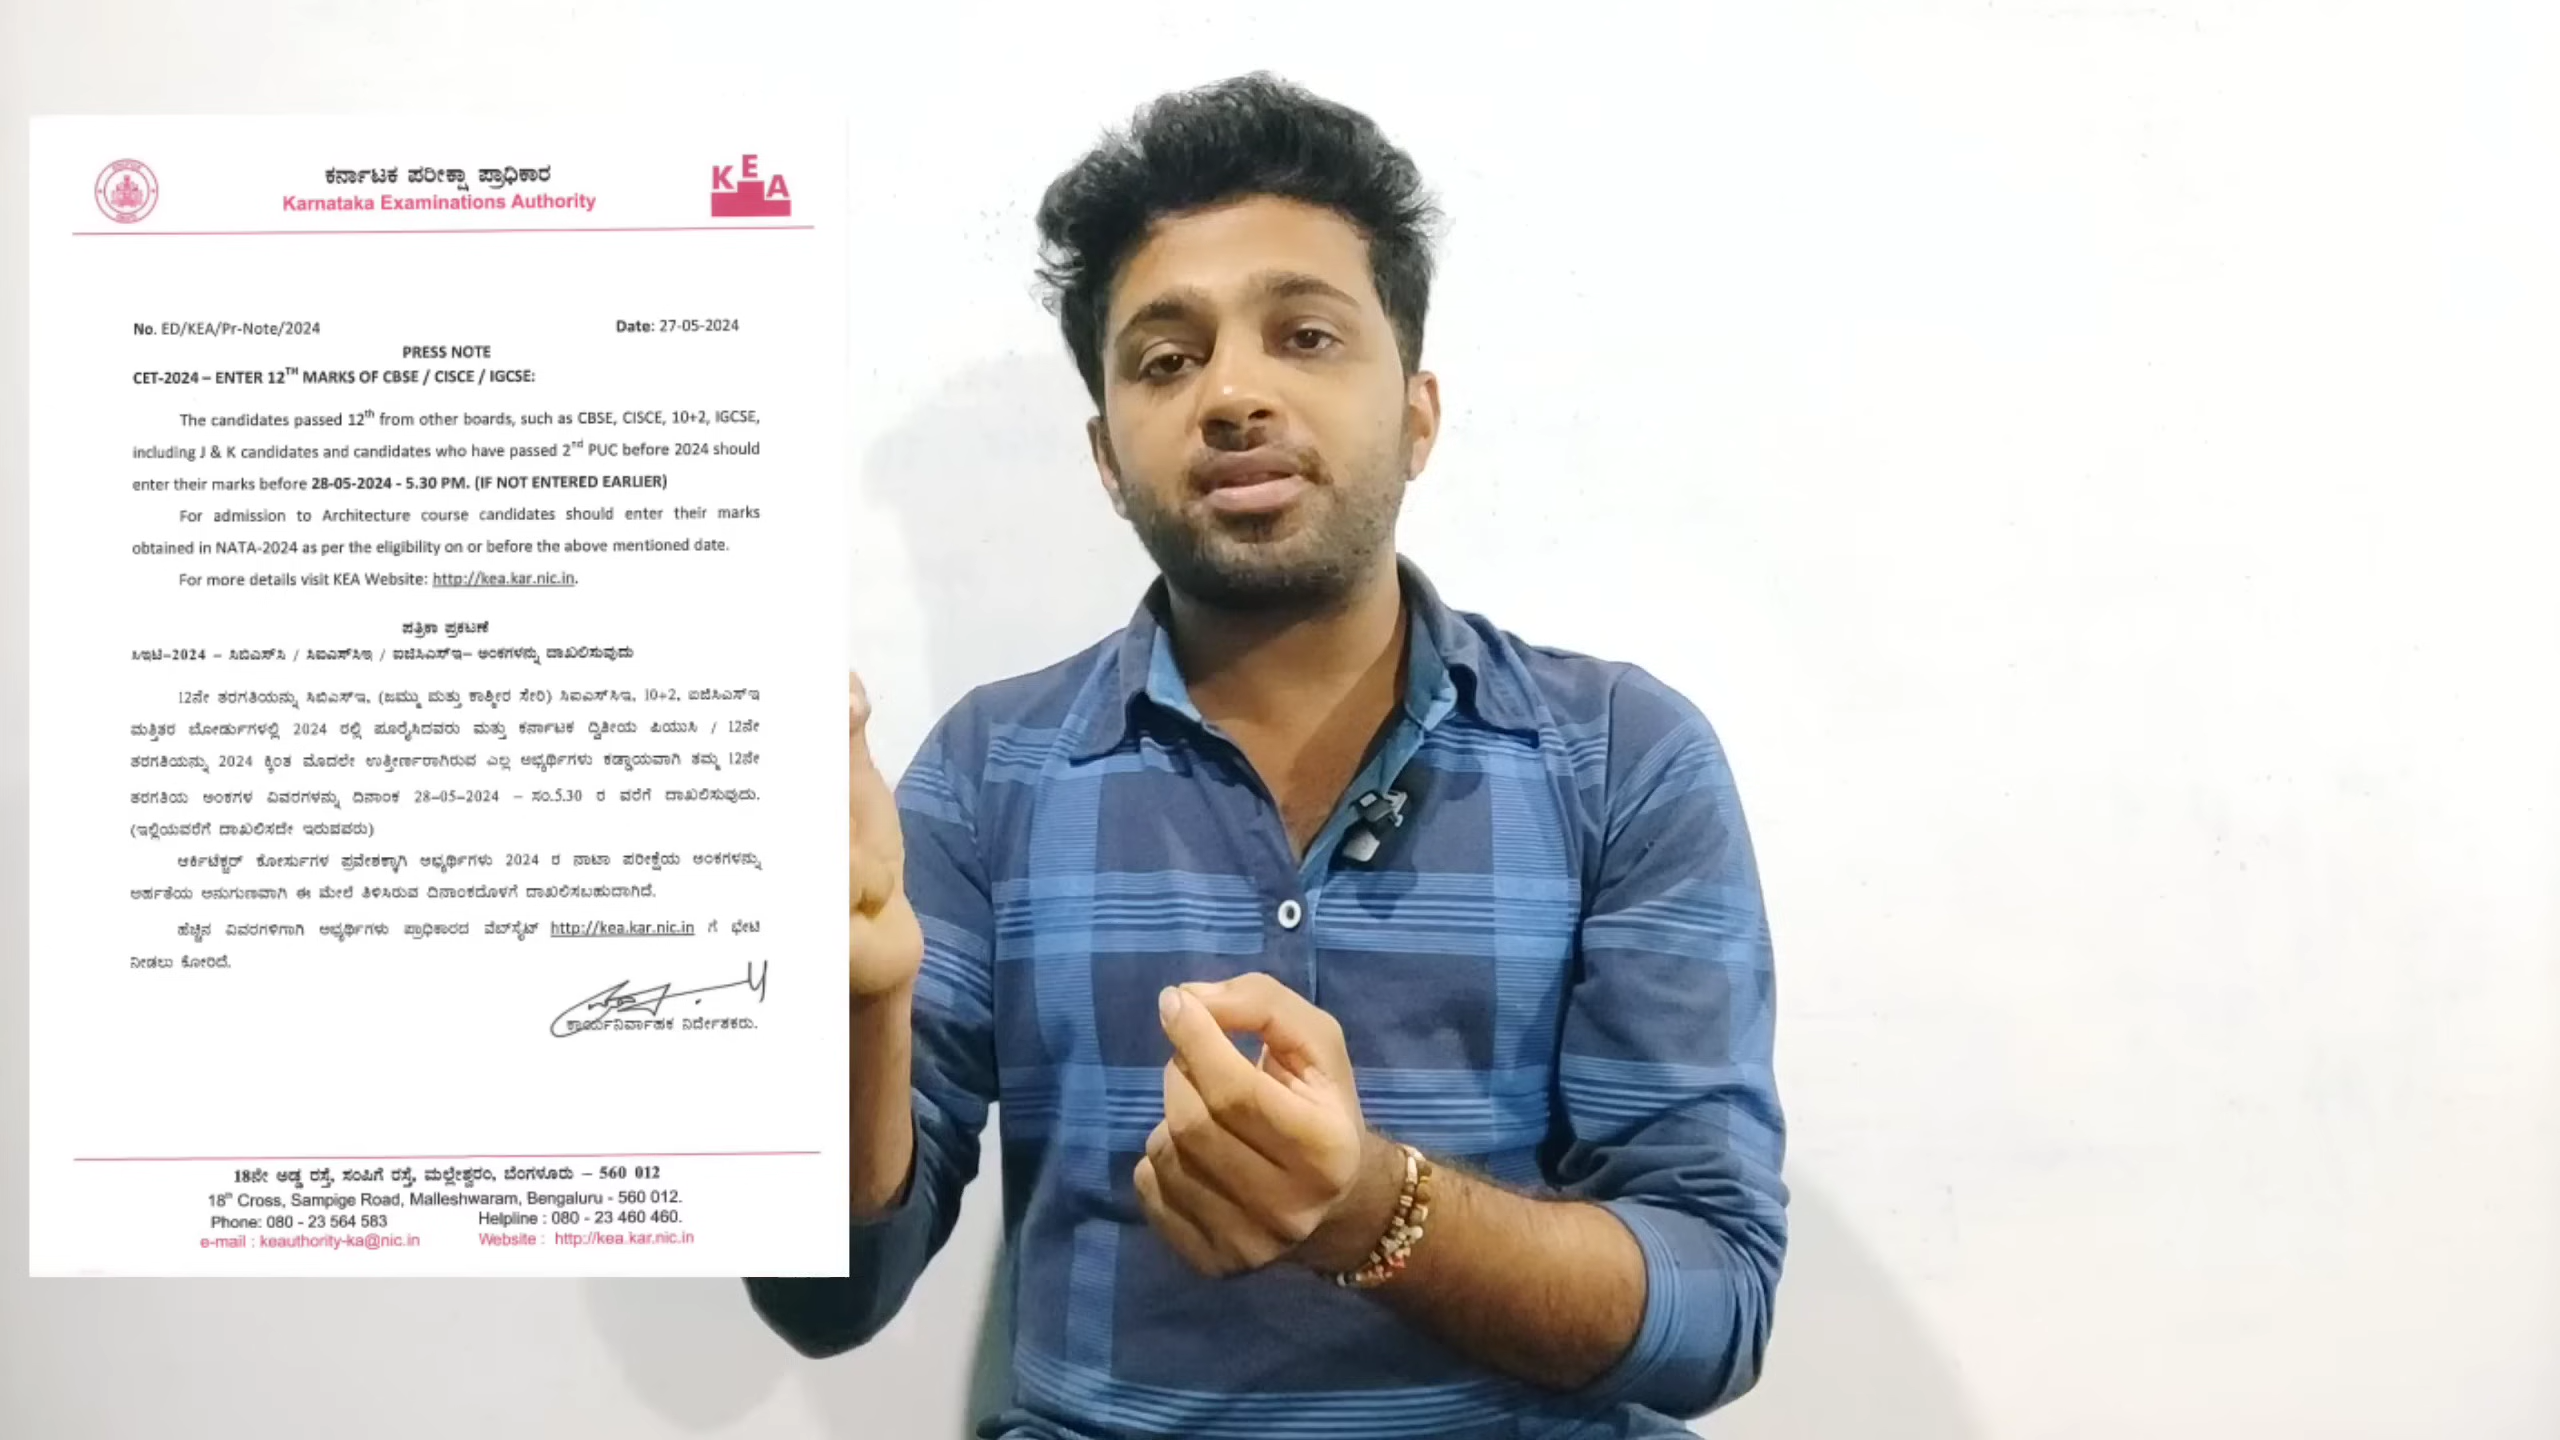 ಕರ್ನಾಟಕ ಪರೀಕ್ಷಾ ಪ್ರಾಧಿಕಾರ
Karnataka Examinations Authority
KEA
No. ED/KEA/Pr-Note/2024 Date: 27-05-2024
PRESS NOTE
CET-2024 – ENTER 12TH MARKS OF CBSE / CISCE / IGCSE:
The candidates passed 12th from other boards, such as CBSE, CISCE, 10+2, IGCSE,
including J & K candidates and candidates who have passed 2nd PUC before 2024 should
enter their marks before 28-05-2024 - 5.30 PM. (IF NOT ENTERED EARLIER)
For admission to Architecture course candidates should enter their marks
obtained in NATA-2024 as per the eligibility on or before the above mentioned date.
For more details visit KEA Website: http://kea.kar.nic.in.
ಪತ್ರಿಕಾ ಪ್ರಕಟಣೆ
ಸಿಇಟಿ–2024 – ಸಿಬಿಎಸ್‌ಸಿ / ಸಿಐಎಸ್‌ಸಿಇ / ಐಜಿಸಿಎಸ್‌ಇ– ಅಂಕಗಳನ್ನು ದಾಖಲಿಸುವುದು
12ನೇ ತರಗತಿಯನ್ನು ಸಿಬಿಎಸ್‌ಇ, (ಜಮ್ಮು ಮತ್ತು ಕಾಶ್ಮೀರ ಸೇರಿ) ಸಿಐಎಸ್‌ಸಿಇ, 10+2, ಐಜಿಸಿಎಸ್‌ಇ
ಮತ್ತಿತರ ಬೋರ್ಡುಗಳಲ್ಲಿ 2024 ರಲ್ಲಿ ಪೂರೈಸಿದವರು ಮತ್ತು ಕರ್ನಾಟಕ ದ್ವಿತೀಯ ಪಿಯುಸಿ / 12ನೇ
ತರಗತಿಯನ್ನು 2024 ಕ್ಕಿಂತ ಮೊದಲೇ ಉತ್ತೀರ್ಣರಾಗಿರುವ ಎಲ್ಲ ಅಭ್ಯರ್ಥಿಗಳು ಕಡ್ಡಾಯವಾಗಿ ತಮ್ಮ 12ನೇ
ತರಗತಿಯ ಅಂಕಗಳ ವಿವರಗಳನ್ನು ದಿನಾಂಕ 28–05–2024 – ಸಂ.5.30 ರ ವರೆಗೆ ದಾಖಲಿಸುವುದು.
(ಇಲ್ಲಿಯವರೆಗೆ ದಾಖಲಿಸದೇ ಇರುವವರು)
ಆರ್ಕಿಟೆಕ್ಚರ್ ಕೋರ್ಸುಗಳ ಪ್ರವೇಶಕ್ಕಾಗಿ ಅಭ್ಯರ್ಥಿಗಳು 2024 ರ ನಾಟಾ ಪರೀಕ್ಷೆಯ ಅಂಕಗಳನ್ನು
ಅರ್ಹತೆಯ ಅನುಗುಣವಾಗಿ ಈ ಮೇಲೆ ತಿಳಿಸಿರುವ ದಿನಾಂಕದೊಳಗೆ ದಾಖಲಿಸಬಹುದಾಗಿದೆ.
ಹೆಚ್ಚಿನ ವಿವರಗಳಿಗಾಗಿ ಅಭ್ಯರ್ಥಿಗಳು ಪ್ರಾಧಿಕಾರದ ವೆಬ್‌ಸೈಟ್ http://kea.kar.nic.in ಗೆ ಭೇಟಿ
ನೀಡಲು ಕೋರಿದೆ.
ಕಾರ್ಯನಿರ್ವಾಹಕ ನಿರ್ದೇಶಕರು.
18ನೇ ಅಡ್ಡ ರಸ್ತೆ, ಸಂಪಿಗೆ ರಸ್ತೆ, ಮಲ್ಲೇಶ್ವರಂ, ಬೆಂಗಳೂರು – 560 012
18th Cross, Sampige Road, Malleshwaram, Bengaluru - 560 012.
Phone: 080 - 23 564 583 Helpline : 080 - 23 460 460.
e-mail : keauthority-ka@nic.in Website : http://kea.kar.nic.in